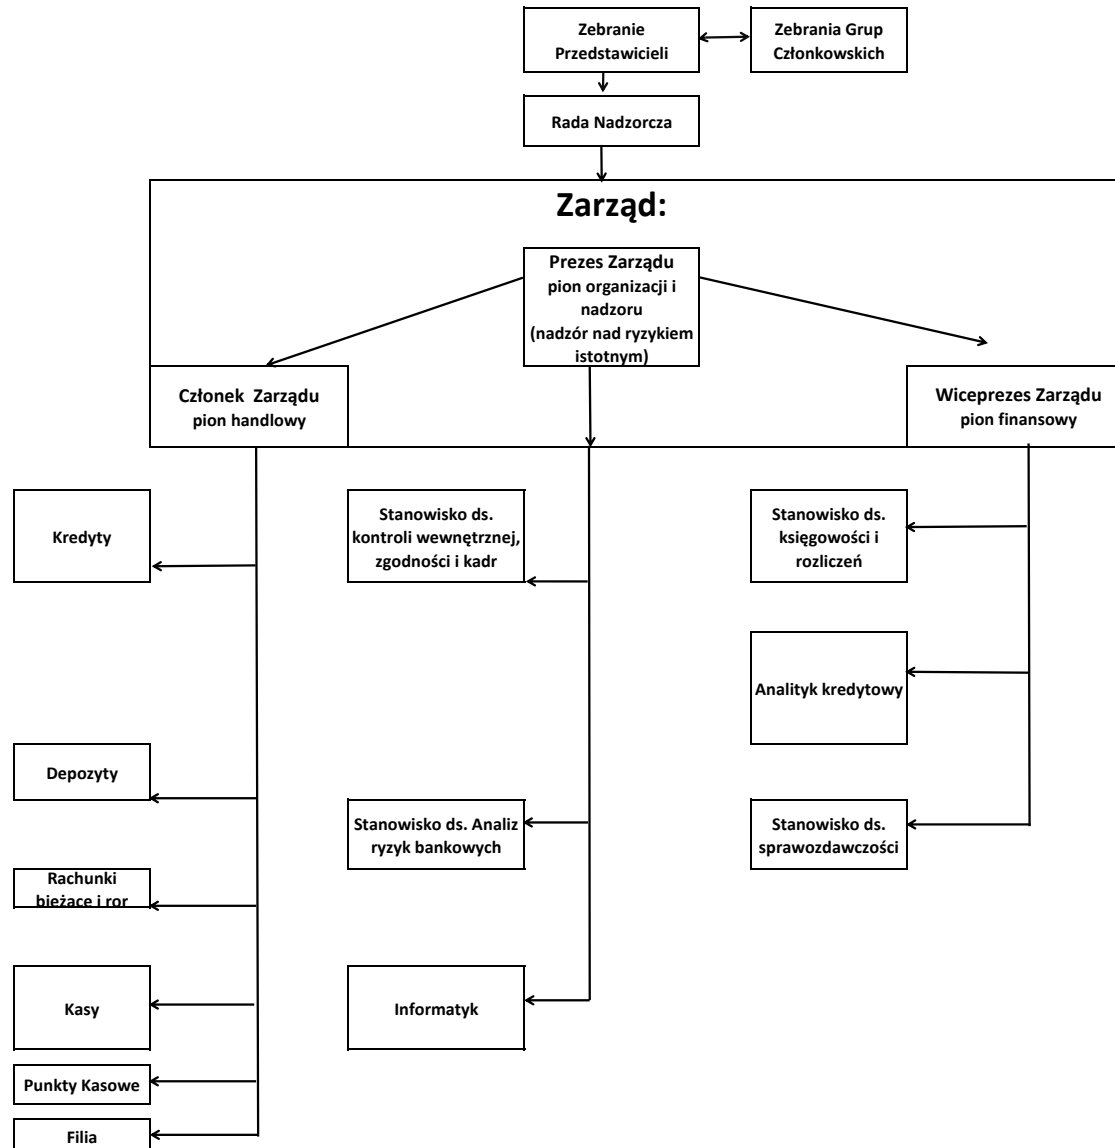 Zebranie
Przedstawicieli
Zebrania Grup
Członkowskich
Rada Nadzorcza
Zarząd:
Prezes Zarządu
pion organizacji i
nadzoru
(nadzór nad ryzykiem
istotnym)
Członek Zarządu
pion handlowy
Wiceprezes Zarządu
pion finansowy
Kredyty
Stanowisko ds.
kontroli wewnętrznej,
zgodności i kadr
Stanowisko ds.
księgowości i
rozliczeń
Analityk kredytowy
Depozyty
Stanowisko ds. Analiz
ryzyk bankowych
Stanowisko ds.
sprawozdawczości
Rachunki
bieżące i ror
Kasy
Informatyk
Punkty Kasowe
Filia